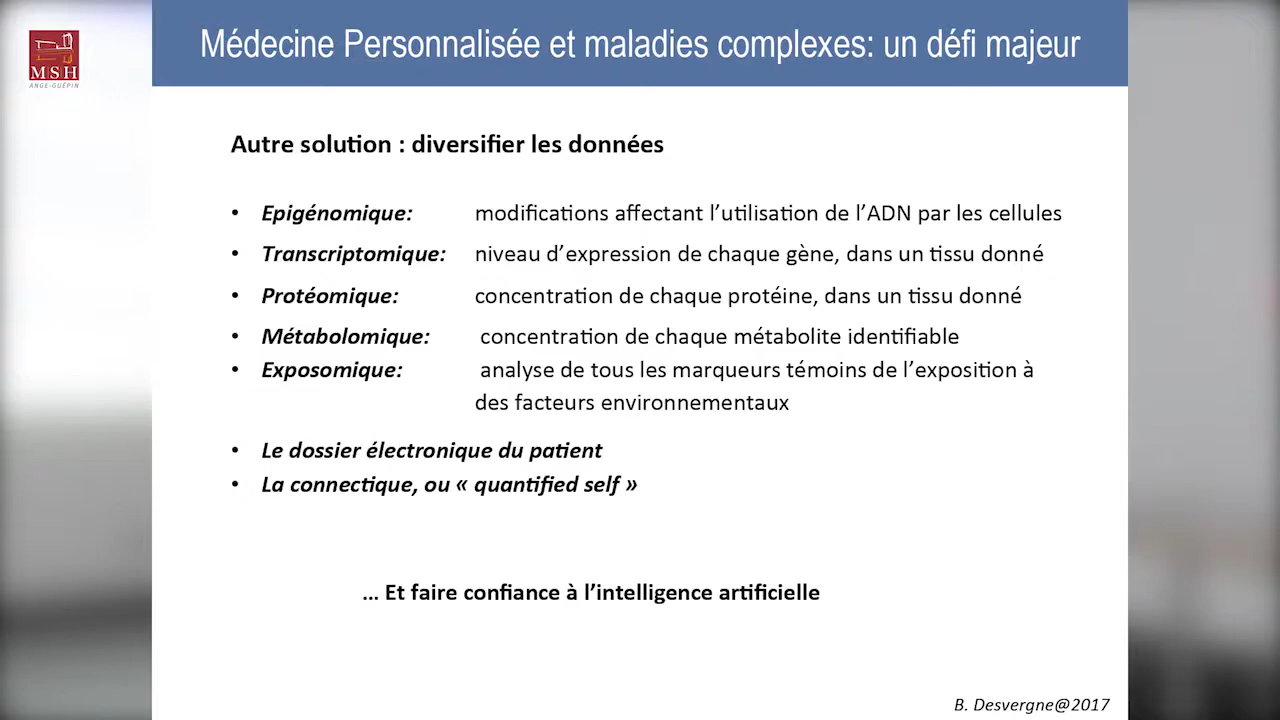 MSH
ANGE-GUÉPIN
Médecine Personnalisée et maladies complexes: un défi majeur
Autre solution : diversifier les données
• Epigénomique: modifications affectant l’utilisation de l’ADN par les cellules
• Transcriptomique: niveau d’expression de chaque gène, dans un tissu donné
• Protéomique: concentration de chaque protéine, dans un tissu donné
• Métabolomique: concentration de chaque métabolite identifiable
• Exposomique: analyse de tous les marqueurs témoins de l’exposition à
des facteurs environnementaux
• Le dossier électronique du patient
• La connectique, ou « quantified self »
... Et faire confiance à l’intelligence artificielle
B. Desvergne@2017